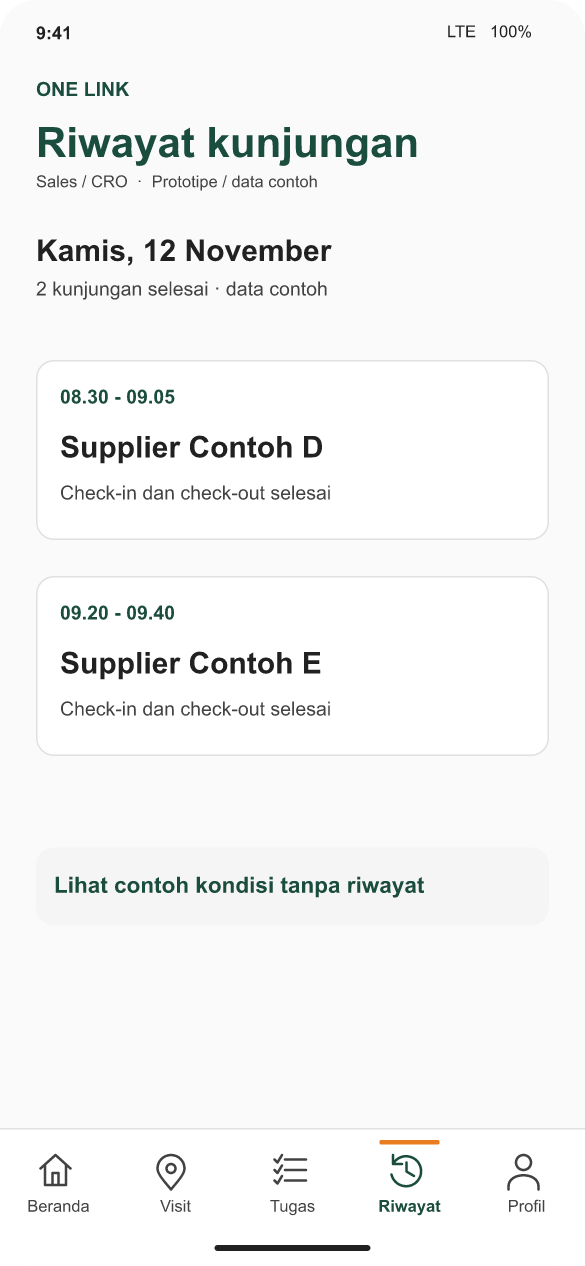 9:41
LTE 100%
ONE LINK
Riwayat kunjungan
Sales / CRO · Prototipe / data contoh
Kamis, 12 November
2 kunjungan selesai · data contoh
08.30 - 09.05
Supplier Contoh D
Check-in dan check-out selesai
09.20 - 09.40
Supplier Contoh E
Check-in dan check-out selesai
Lihat contoh kondisi tanpa riwayat
Beranda
Visit
Tugas
Riwayat
Profil